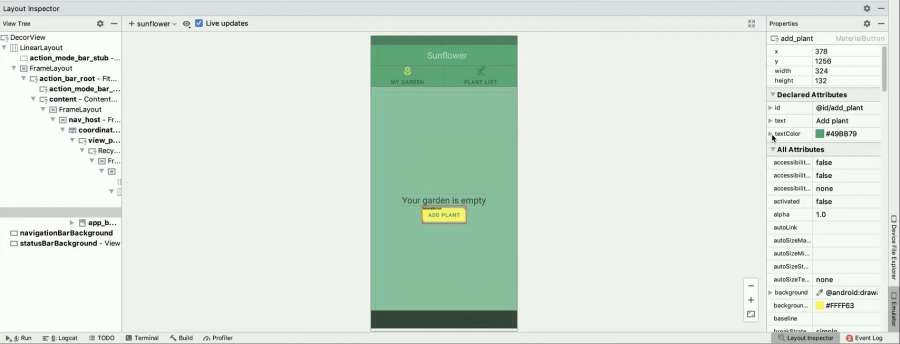 Layout Inspector
View Tree
sunflower
Live updates
Properties
DecorView
LinearLayout
action_mode_bar_stub - ...
FrameLayout
action_bar_root - Fit...
action_mode_bar_...
content - Content...
FrameLayout
nav_host - Fr...
coordinat...
view_p...
Recy...
Fr...
app_b...
navigationBarBackground
statusBarBackground - View
Sunflower
MY GARDEN
PLANT LIST
Your garden is empty
ADD PLANT
add_plant MaterialButton
x 378
y 1256
width 324
height 132
Declared Attributes
id @id/add_plant
text Add plant
textColor #49BB79
All Attributes
accessibilit... false
accessibilit... false
accessibilit... none
activated false
alpha 1.0
autoLink
autoSizeMa...
autoSizeMi...
autoSizeSt...
autoSizeTe... none
background @android:draw
backgroun... #FFFF63
baseline
breakStrate simple
Device File Explorer
Emulator
4: Run
6: Logcat
TODO
Terminal
Build
Profiler
Layout Inspector
2 Event Log